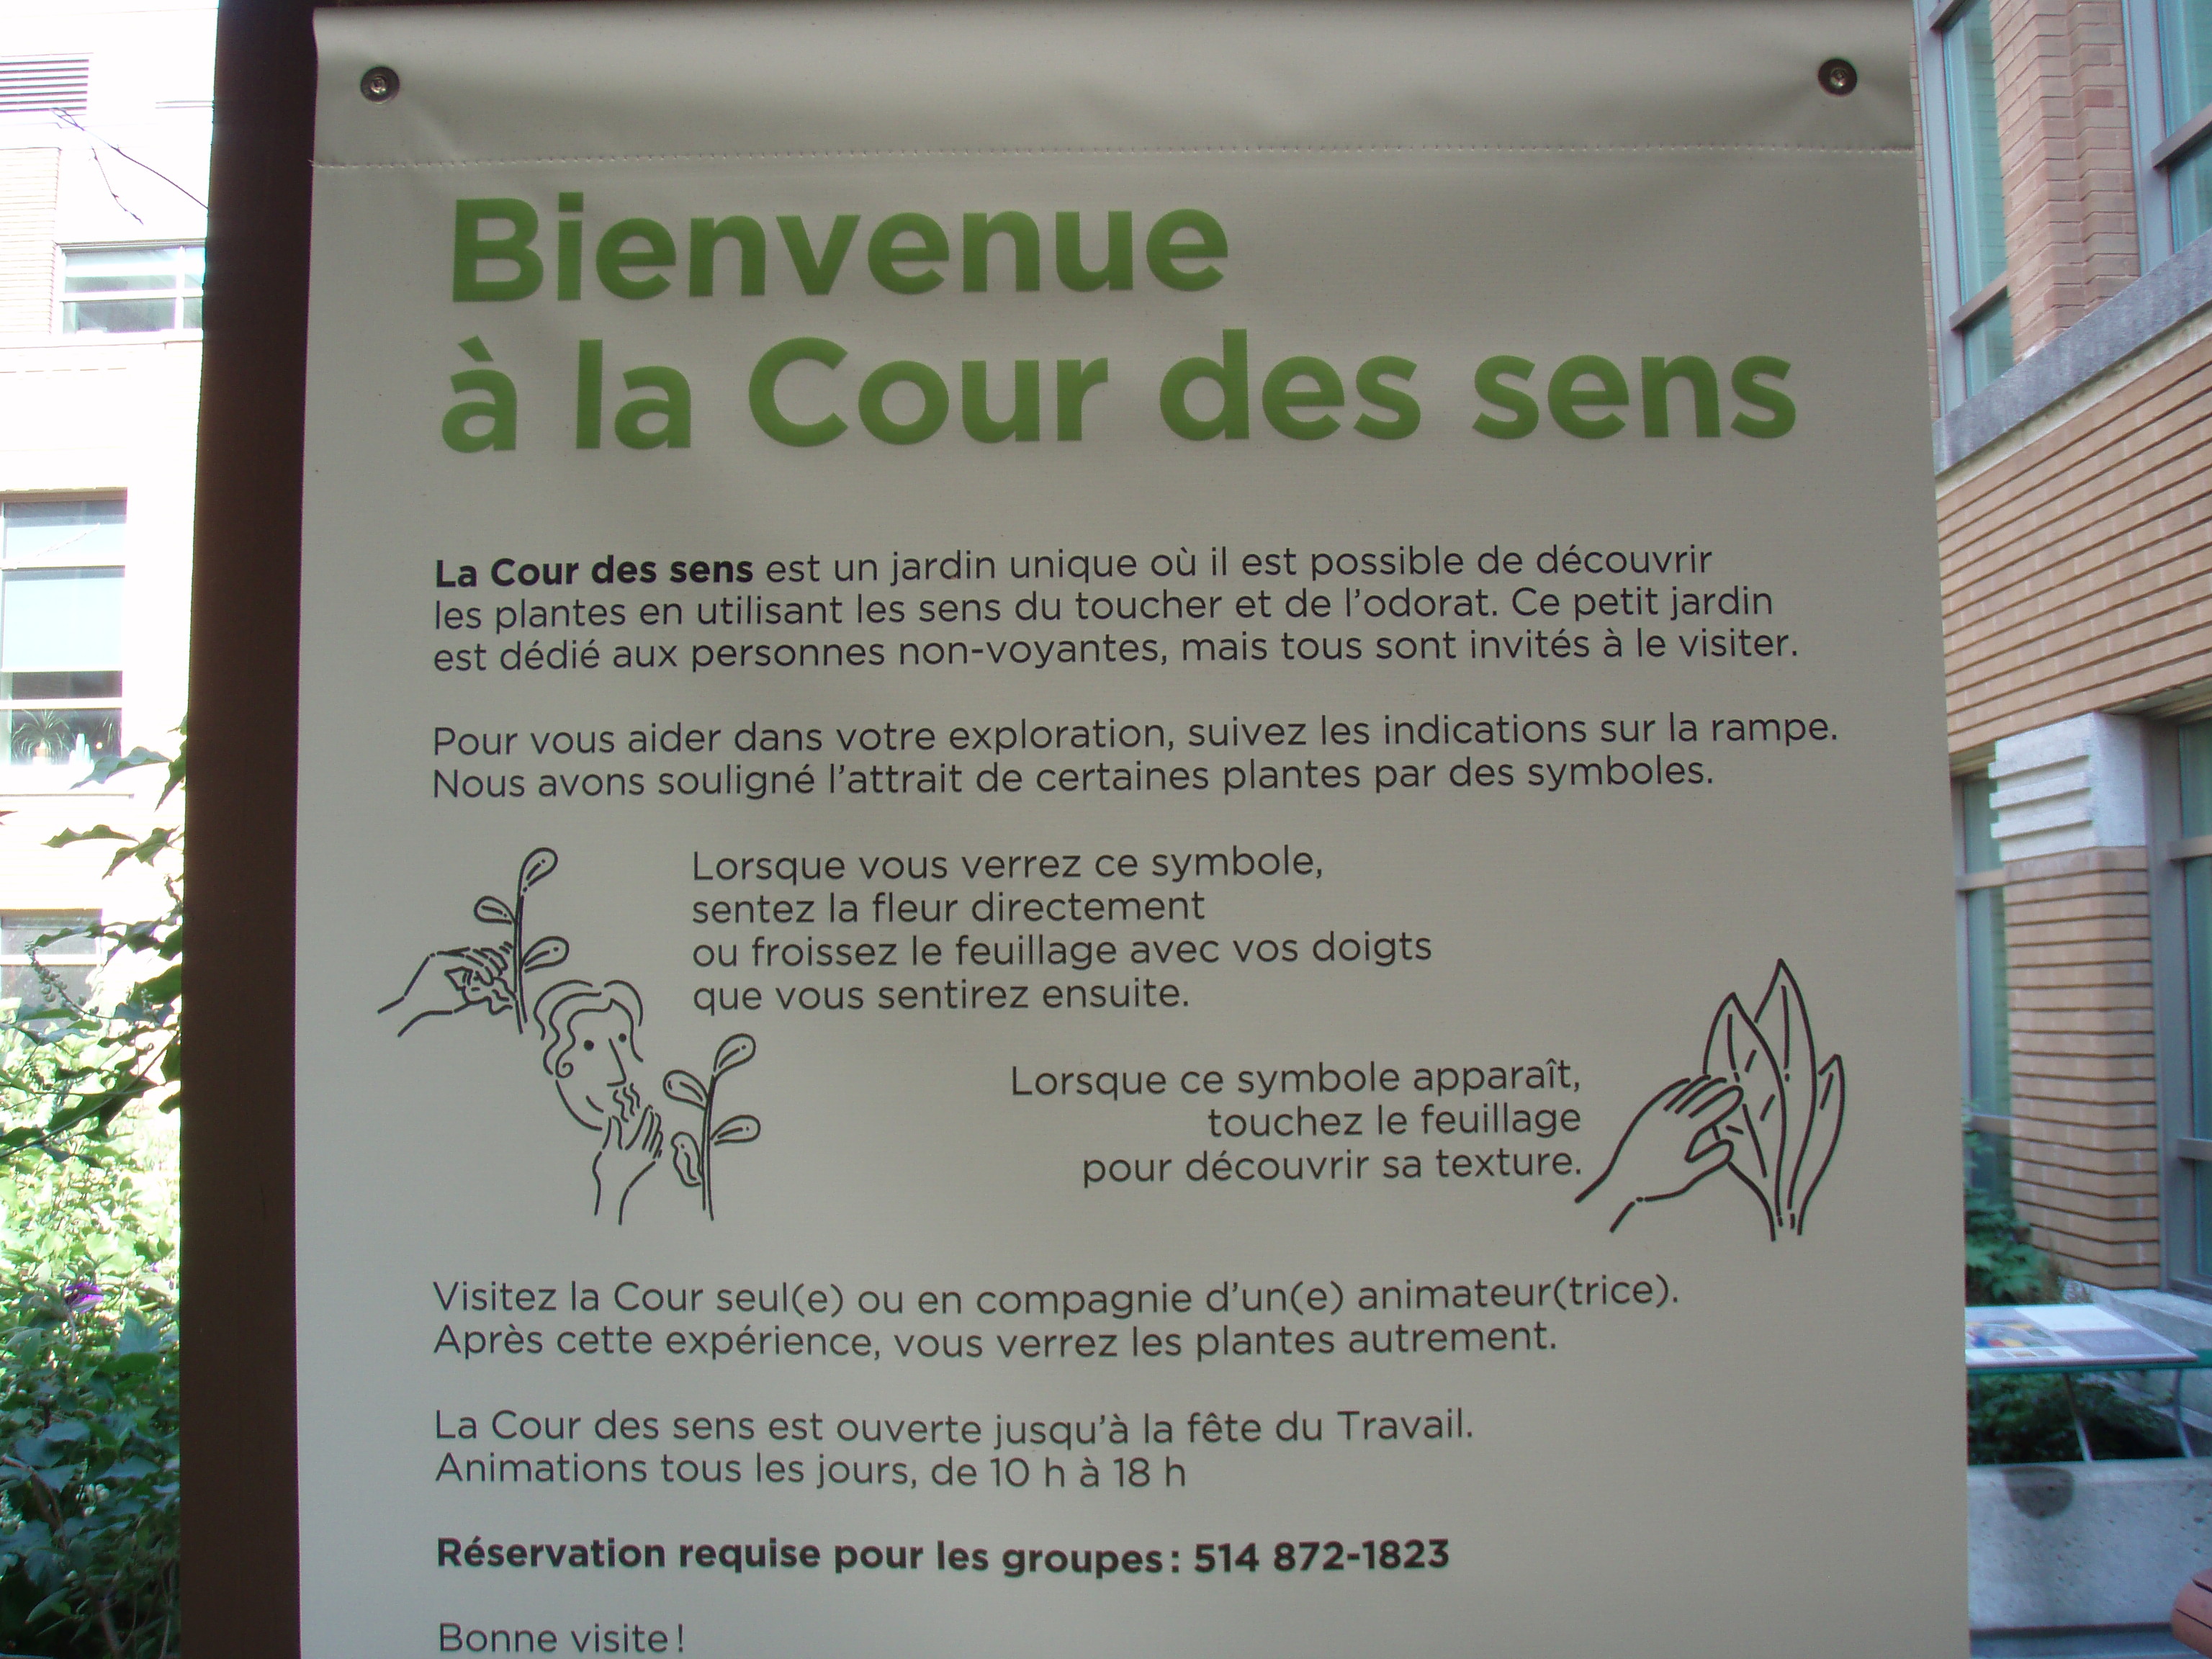 Bienvenue
à la Cour des sens
La Cour des sens est un jardin unique où il est possible de découvrir
les plantes en utilisant les sens du toucher et de l'odorat. Ce petit jardin
est dédié aux personnes non-voyantes, mais tous sont invités à le visiter.
Pour vous aider dans votre exploration, suivez les indications sur la rampe.
Nous avons souligné l'attrait de certaines plantes par des symboles.
Lorsque vous verrez ce symbole,
sentez la fleur directement
ou froissez le feuillage avec vos doigts
que vous sentirez ensuite.
Lorsque ce symbole apparaît,
touchez le feuillage
pour découvrir sa texture.
Visitez la Cour seul(e) ou en compagnie d'un(e) animateur(trice).
Après cette expérience, vous verrez les plantes autrement.
La Cour des sens est ouverte jusqu'à la fête du Travail.
Animations tous les jours, de 10 h à 18 h
Réservation requise pour les groupes : 514 872-1823
Bonne visite !